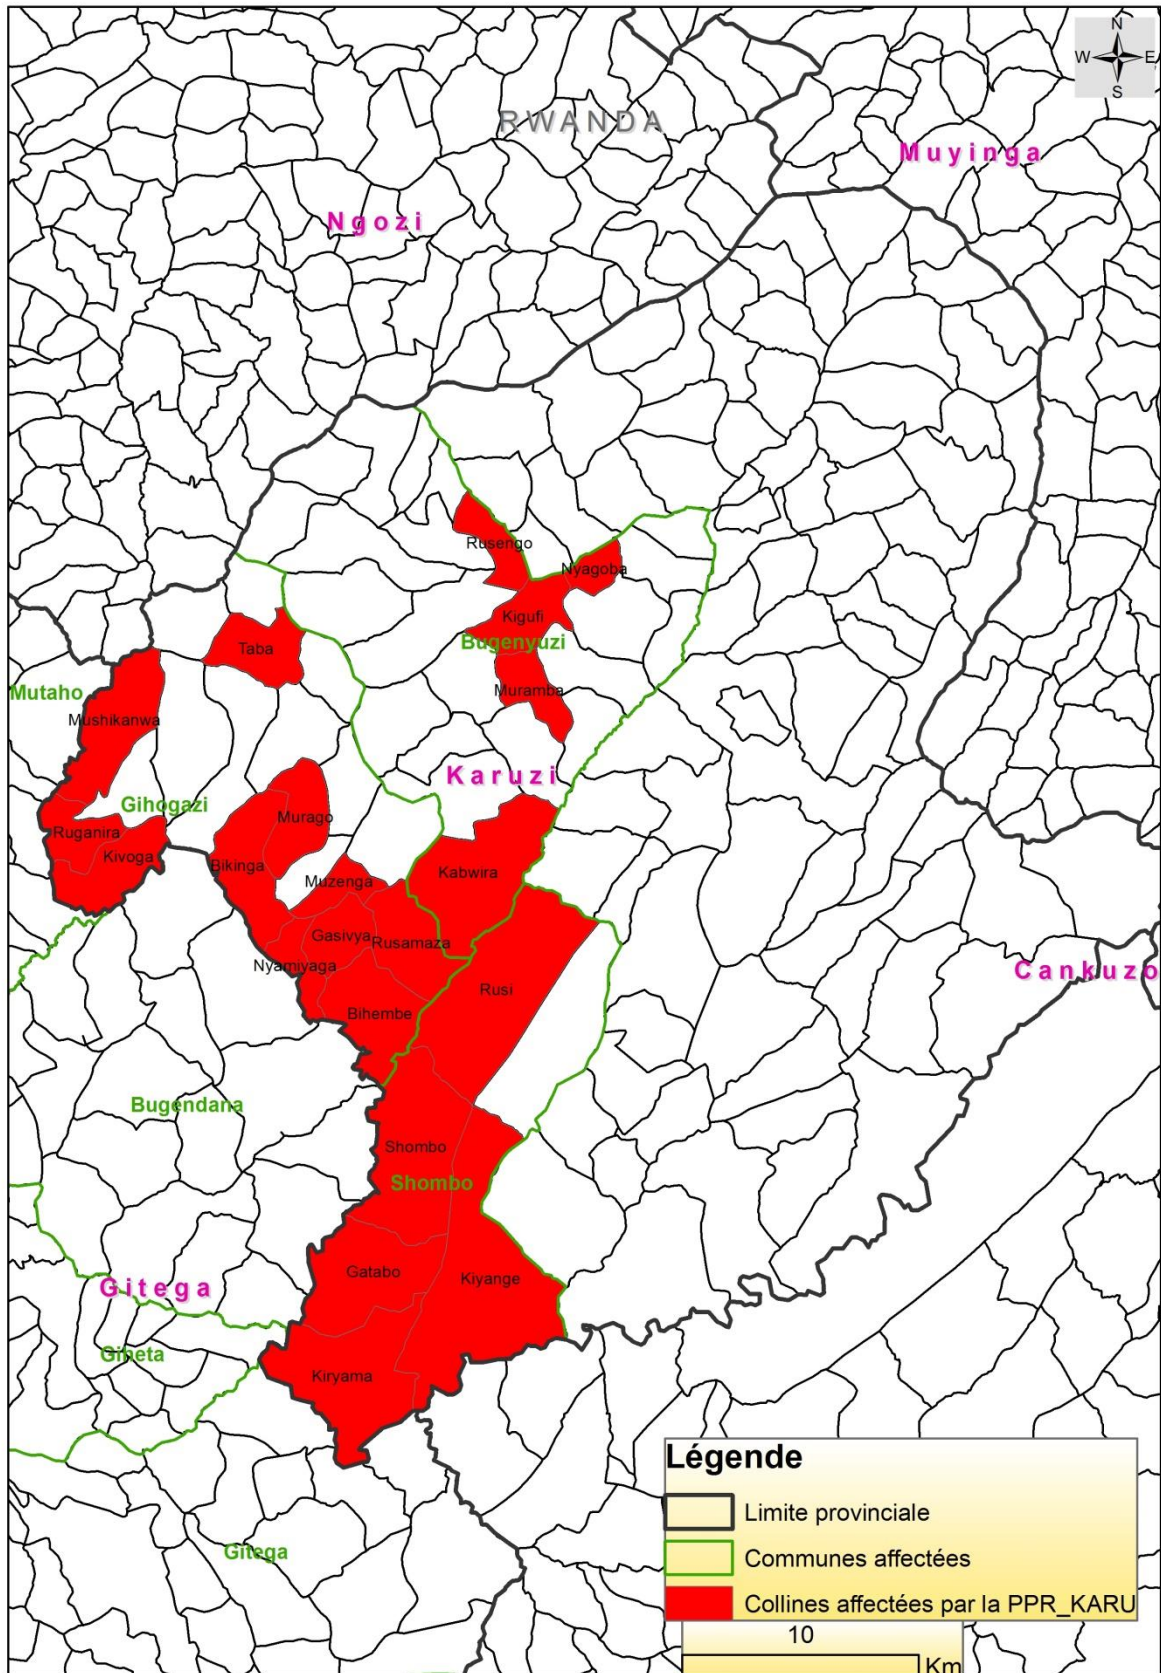 N
W E
S
RWANDA
Muyinga
Ngozi
Rusengo
Nyagoba
Kigufi
Bugenyuzi
Taba
Muramba
Mutaho
Mushikanwa
Karuzi
Gihogazi
Murago
Ruganira
Kivoga
Bikinga
Muzenga
Kabwira
Gasivya
Rusamaza
Nyamiyaga
Cankuzo
Rusi
Bihembe
Bugendana
Shombo
Shombo
Gatabo
Kiyange
Gitega
Giheta
Kiryama
Gitega
Légende
Limite provinciale
Communes affectées
Collines affectées par la PPR_KARU
10
Km